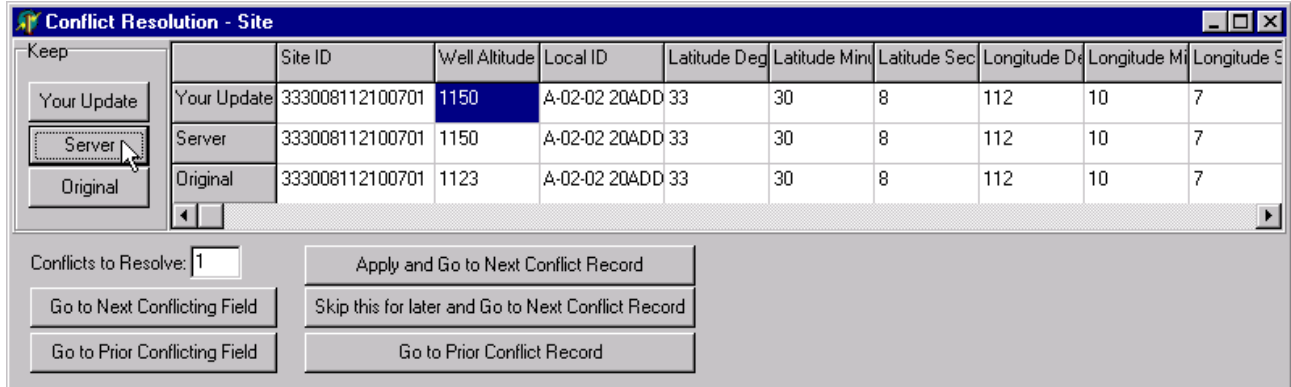 Conflict Resolution - Site
Keep
Your Update
Server
Original
Site ID Well Altitude Local ID Latitude Deg Latitude Minu Latitude Sec Longitude De Longitude Mi Longitude S
Your Update 333008112100701 1150 A-02-02 20ADD 33 30 8 112 10 7
Server 333008112100701 1150 A-02-02 20ADD 33 30 8 112 10 7
Original 333008112100701 1123 A-02-02 20ADD 33 30 8 112 10 7
Conflicts to Resolve: 1
Apply and Go to Next Conflict Record
Go to Next Conflicting Field
Skip this for later and Go to Next Conflict Record
Go to Prior Conflicting Field
Go to Prior Conflict Record